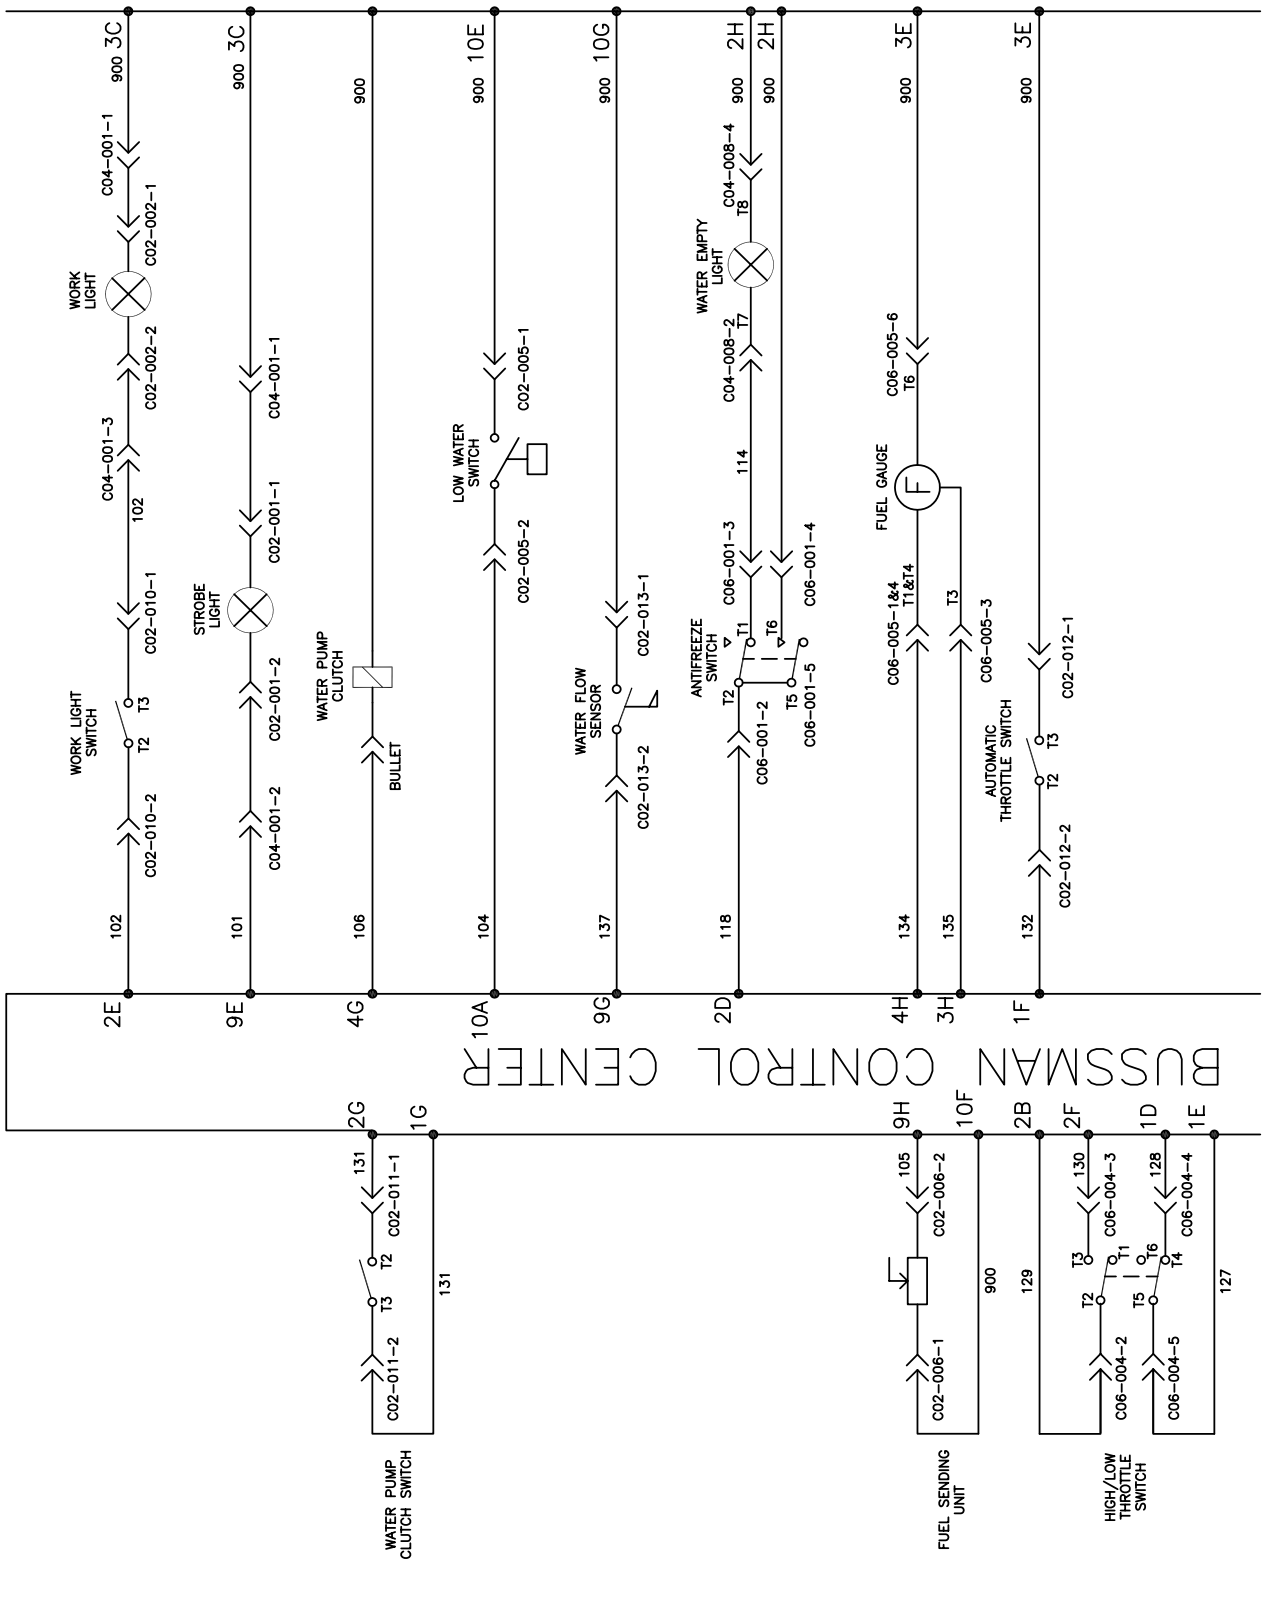 3C
900
C04-001-1
C02-002-1
WORK
LIGHT
C02-002-2
C04-001-3
102
C02-010-1
WORK LIGHT
SWITCH
T3
T2
C02-010-2
102
2E
3C
900
C04-001-1
C02-001-1
STROBE
LIGHT
C02-001-2
C04-001-2
101
9E
900
WATER PUMP
CLUTCH
BULLET
106
4G
10E
900
C02-005-1
LOW WATER
SWITCH
C02-005-2
104
10A
10G
900
C02-013-1
WATER FLOW
SENSOR
C02-013-2
137
9G
2H
2H
900
900
C04-008-4
T8
WATER EMPTY
LIGHT
T7
C04-008-2
114
C06-001-3
C06-001-4
ANTIFREEZE
SWITCH
T1
T6
T2
T5
C06-001-5
C06-001-2
118
2D
3E
900
C06-005-6
T6
FUEL GAUGE
F
C06-005-1&4
T1&T4
T3
C06-005-3
134
135
4H
3H
3E
900
C02-012-1
AUTOMATIC
THROTTLE SWITCH
T3
T2
C02-012-2
132
1F
BUSSMAN CONTROL CENTER
2G
1G
131
C02-011-1
T2
T3
131
C02-011-2
WATER PUMP
CLUTCH SWITCH
9H
10F
105
C02-006-2
900
C02-006-1
FUEL SENDING
UNIT
2B
2F
1D
1E
130
C06-004-3
128
C06-004-4
T3
T1
T6
T4
129
T2
T5
127
C06-004-2
C06-004-5
HIGH/LOW
THROTTLE
SWITCH